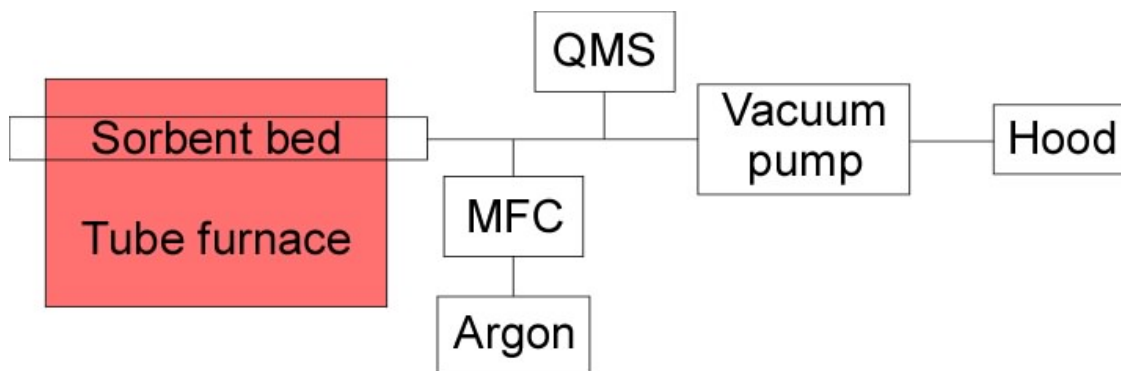 QMS
Vacuum
pump
Hood
Sorbent bed
MFC
Tube furnace
Argon